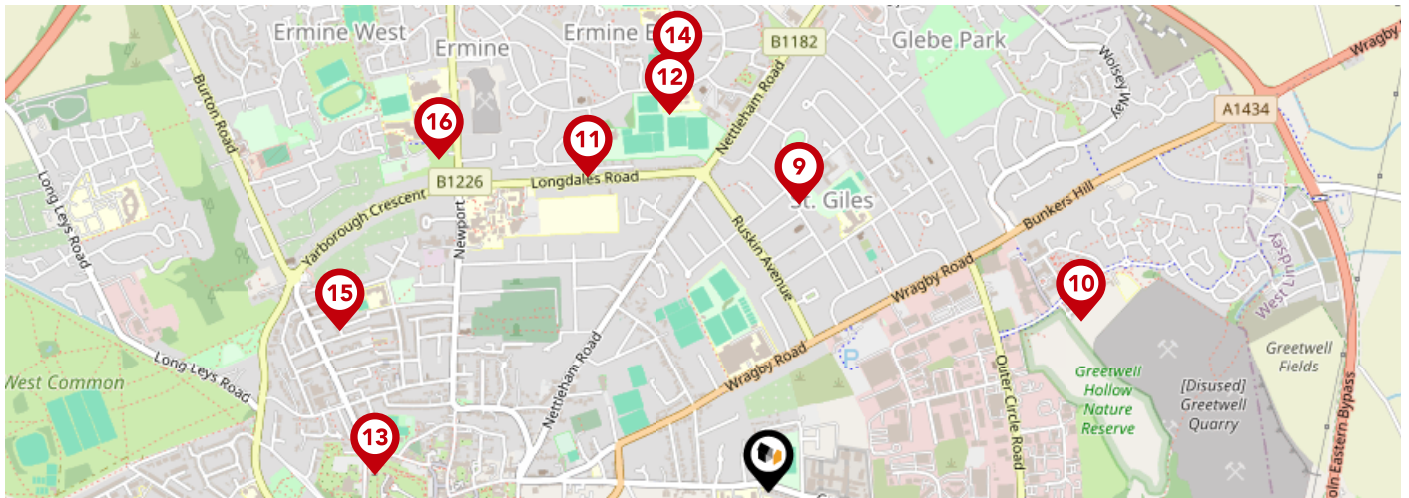 Ermine West
Ermine
14
B1182
Glebe Park
Wolsey Way
Wragby
Burton Road
12
Nettleham Road
A1434
16
11
9
Long Leys Road
B1226
Longdales Road
St. Giles
Yarborough Crescent
Newport
Ruskin Avenue
Bunkers Hill
Wragby Road
West Lindsey
15
10
Long Leys Road
Nettleham Road
Wragby Road
P
Outer Circle Road
Greetwell
Fields
West Common
Greetwell
Hollow
Nature
Reserve
[Disused]
Greetwell
Quarry
13
oln Eastern Bypass